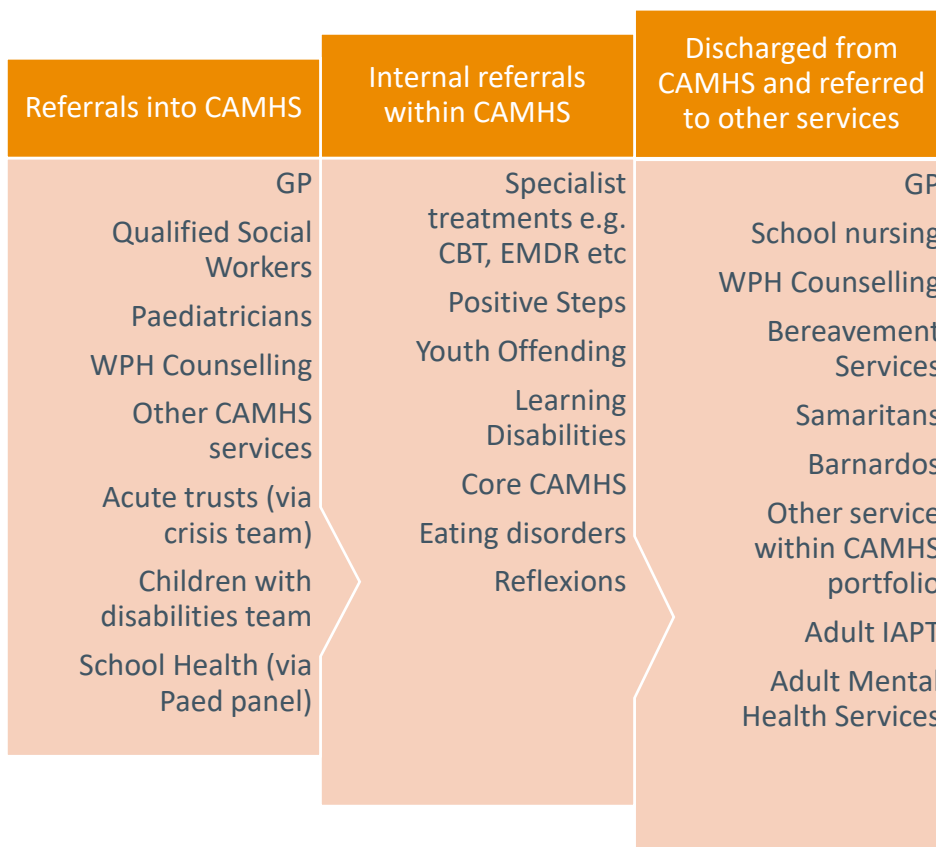 Referrals into CAMHS
GP
Qualified Social
Workers
Paediatricians
WPH Counselling
Other CAMHS
services
Acute trusts (via
crisis team)
Children with
disabilities team
School Health (via
Paed panel)
Internal referrals
within CAMHS
Specialist
treatments e.g.
CBT, EMDR etc
Positive Steps
Youth Offending
Learning
Disabilities
Core CAMHS
Eating disorders
Reflexions
Discharged from
CAMHS and referred
to other services
GP
School nursing
WPH Counselling
Bereavement
Services
Samaritans
Barnardos
Other service
within CAMHS
portfolio
Adult IAPT
Adult Mental
Health Services